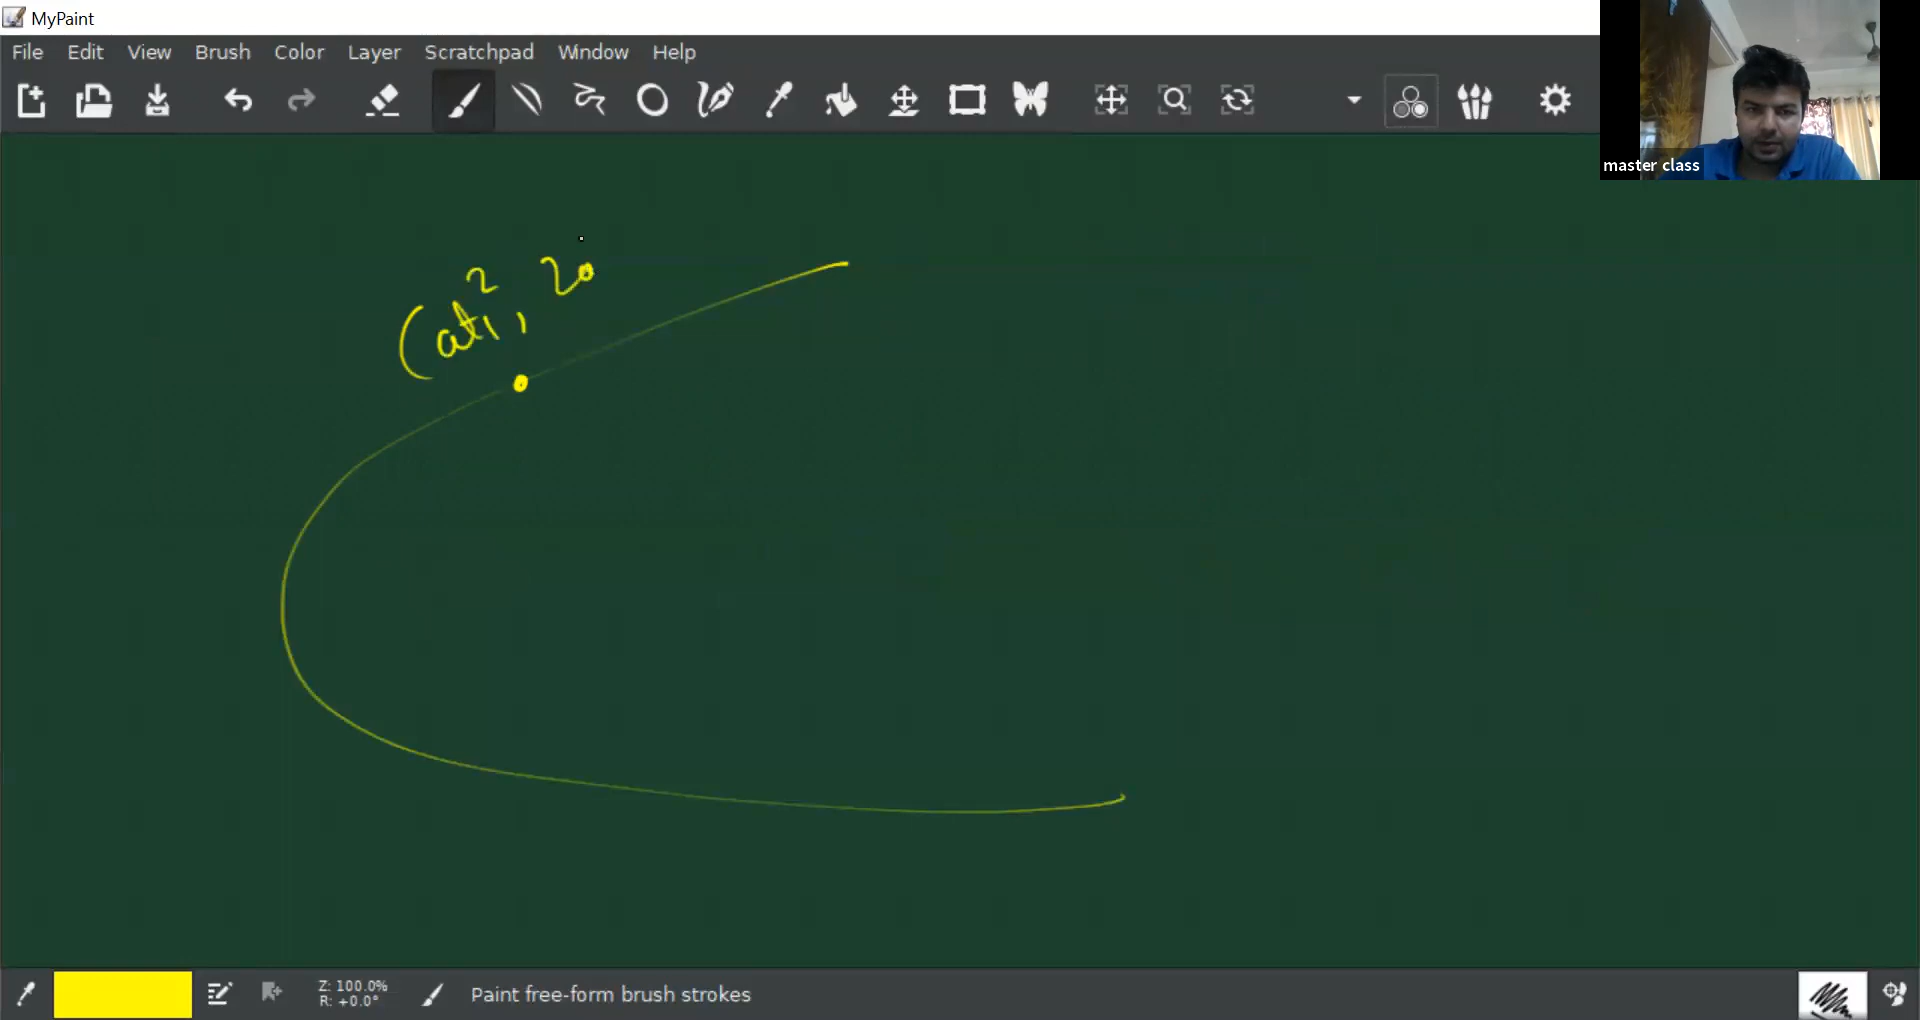 MyPaint
File Edit View Brush Color Layer Scratchpad Window Help
master class
(at₁², 2a
Z: 100.0%
R: +0.0°
Paint free-form brush strokes